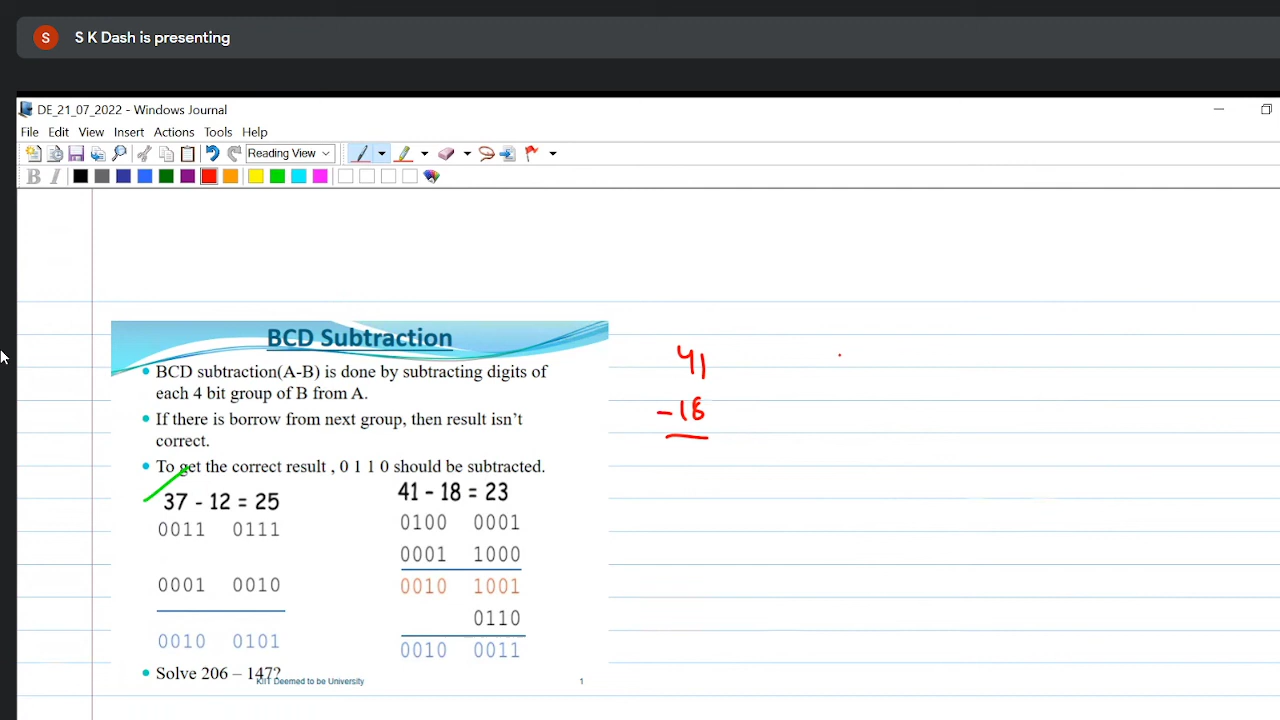 S
S K Dash is presenting
DE_21_07_2022 - Windows Journal
File Edit View Insert Actions Tools Help
Reading View
B I
BCD Subtraction
• BCD subtraction(A-B) is done by subtracting digits of
each 4 bit group of B from A.
• If there is borrow from next group, then result isn't
correct.
• To get the correct result , 0 1 1 0 should be subtracted.
37 - 12 = 25
0011 0111
0001 0010
0010 0101
41 - 18 = 23
0100 0001
0001 1000
0010 1001
0110
0010 0011
• Solve 206 – 147?
KIIT Deemed to be University
1
41
-18